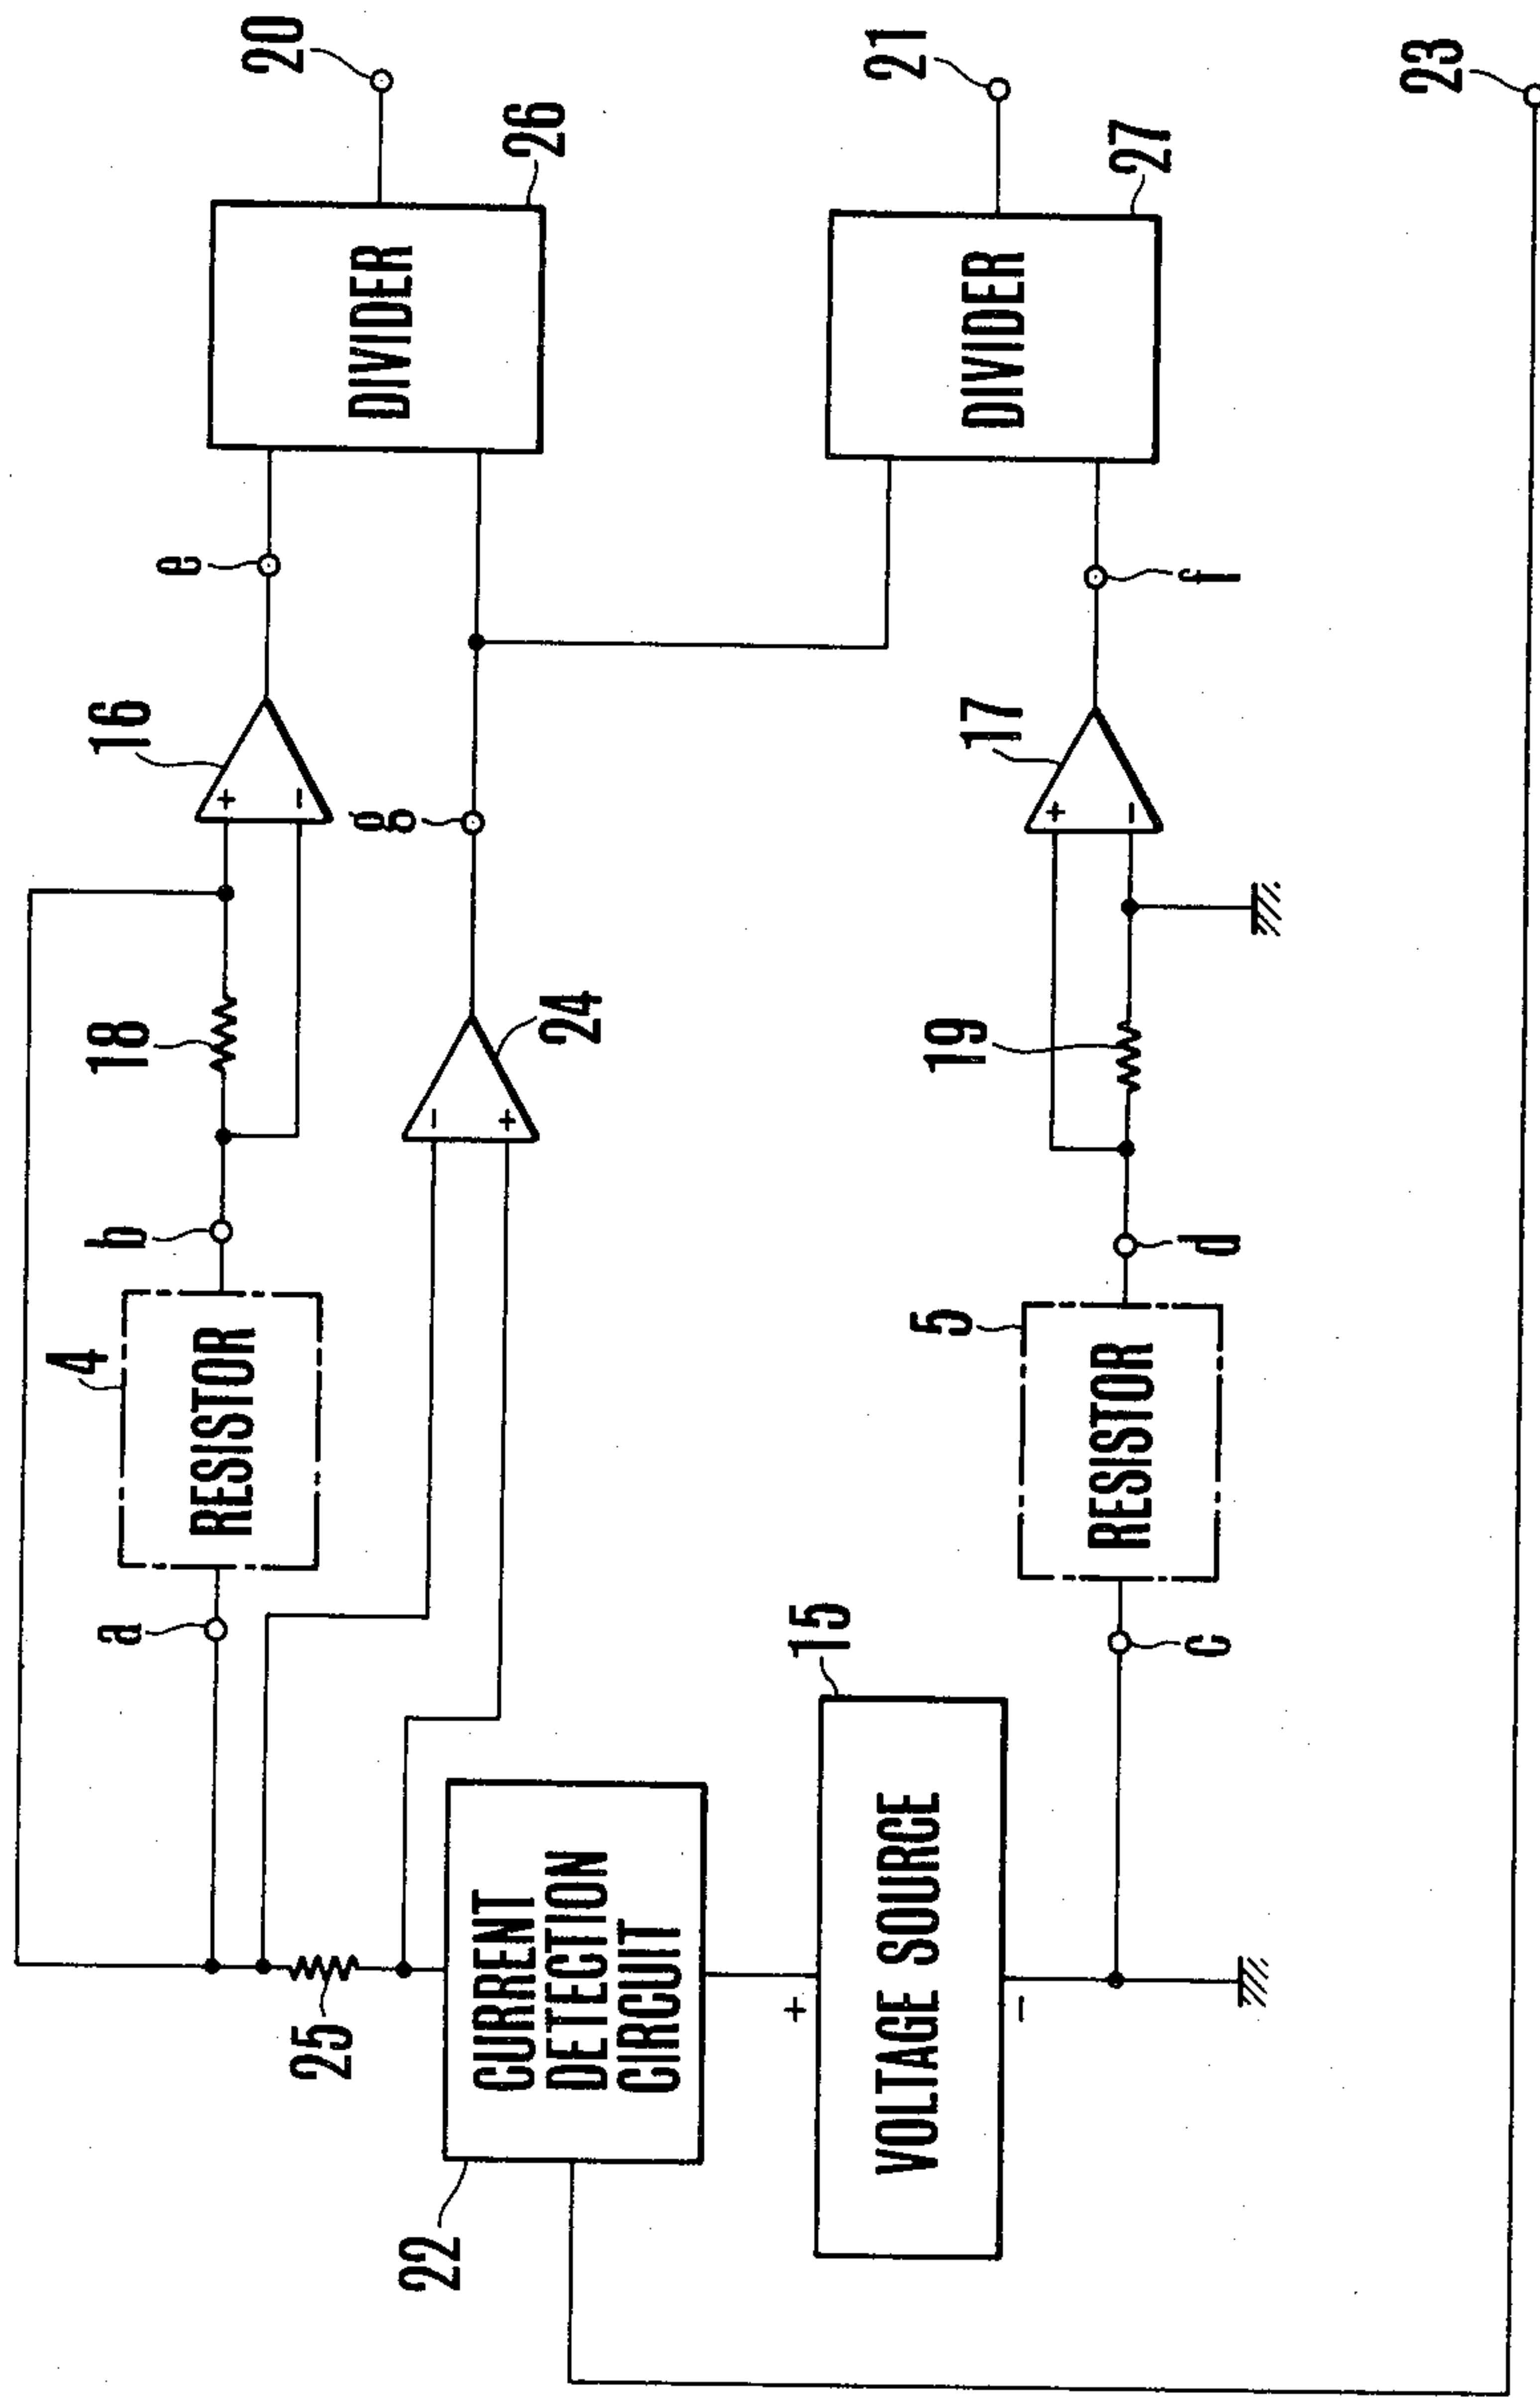 20
26
DIVIDER
e
16
+
-
g
18
24
-
+
b
4
RESISTOR
a
25
22
CURRENT
DETECTION
CIRCUIT
21
27
DIVIDER
f
17
+
-
19
d
5
RESISTOR
c
15
+
VOLTAGE SOURCE
-
23